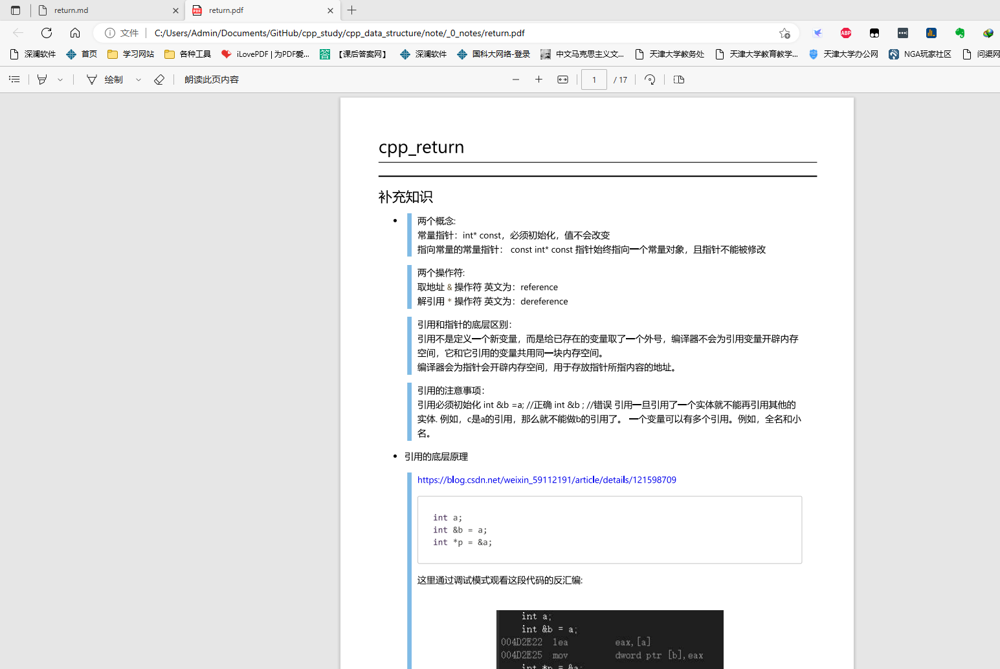 return.md
return.pdf
文件 C:/Users/Admin/Documents/GitHub/cpp_study/cpp_data_structure/note/_0_notes/return.pdf
ABP
深澜软件 首页 学习网站 各种工具 iLovePDF | 为PDF爱... 【课后答案网】 深澜软件 国科大网络-登录 中文马克思主义文... 天津大学教务处 天津大学教育教学... 天津大学办公网 NGA玩家社区 问渠网
绘制 朗读此页内容 1 / 17
cpp_return
补充知识
两个概念:
常量指针：int* const，必须初始化，值不会改变
指向常量的常量指针： const int* const 指针始终指向一个常量对象，且指针不能被修改
两个操作符:
取地址 & 操作符 英文为：reference
解引用 * 操作符 英文为：dereference
引用和指针的底层区别：
引用不是定义一个新变量，而是给已存在的变量取了一个外号，编译器不会为引用变量开辟内存
空间，它和它引用的变量共用同一块内存空间。
编译器会为指针会开辟内存空间，用于存放指针所指内容的地址。
引用的注意事项：
引用必须初始化 int &b =a; //正确 int &b ; //错误 引用一旦引用了一个实体就不能再引用其他的
实体. 例如，c是a的引用，那么就不能做b的引用了。 一个变量可以有多个引用。例如，全名和小
名。
引用的底层原理
https://blog.csdn.net/weixin_59112191/article/details/121598709
int a;
int &b = a;
int *p = &a;
这里通过调试模式观看这段代码的反汇编:
int a;
int &b = a;
004D2E22 lea eax,[a]
004D2E25 mov dword ptr [b],eax
int *p = &a;